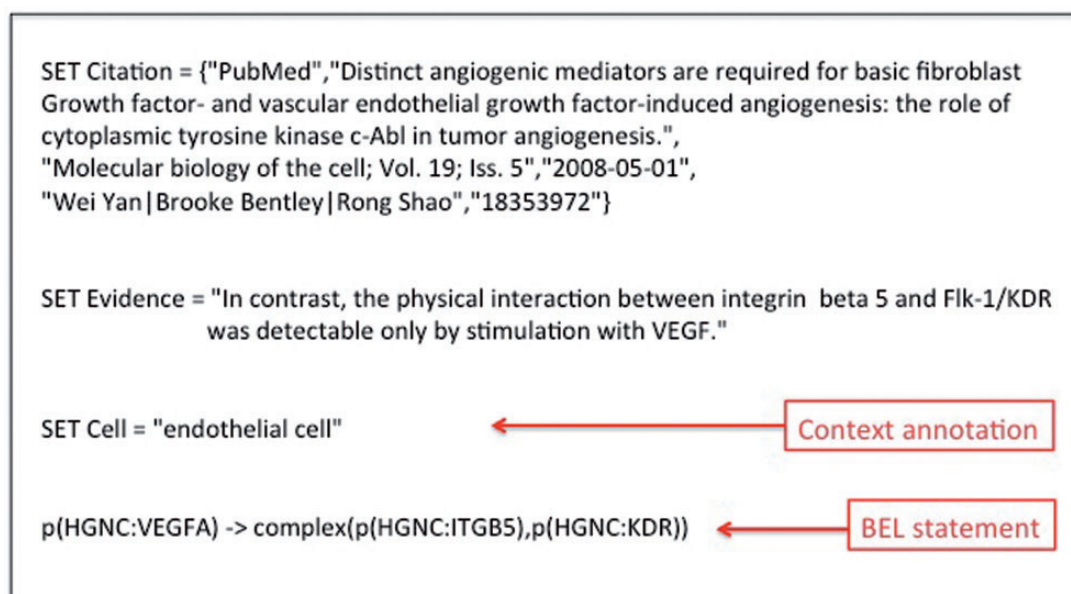 SET Citation = {"PubMed","Distinct angiogenic mediators are required for basic fibroblast
Growth factor- and vascular endothelial growth factor-induced angiogenesis: the role of
cytoplasmic tyrosine kinase c-Abl in tumor angiogenesis.",
"Molecular biology of the cell; Vol. 19; Iss. 5","2008-05-01",
"Wei Yan|Brooke Bentley|Rong Shao","18353972"}
SET Evidence = "In contrast, the physical interaction between integrin  beta 5 and Flk-1/KDR
was detectable only by stimulation with VEGF."
SET Cell = "endothelial cell"
Context annotation
p(HGNC:VEGFA) -> complex(p(HGNC:ITGB5),p(HGNC:KDR))
BEL statement